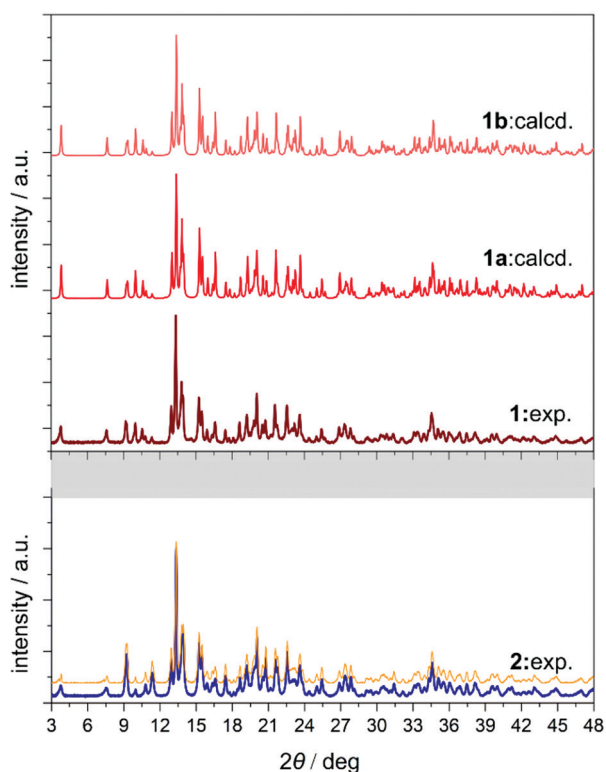 1b:calcd.
1a:calcd.
1:exp.
intensity / a.u.
2:exp.
intensity / a.u.
3 6 9 12 15 18 21 24 27 30 33 36 39 42 45 48
2θ / deg